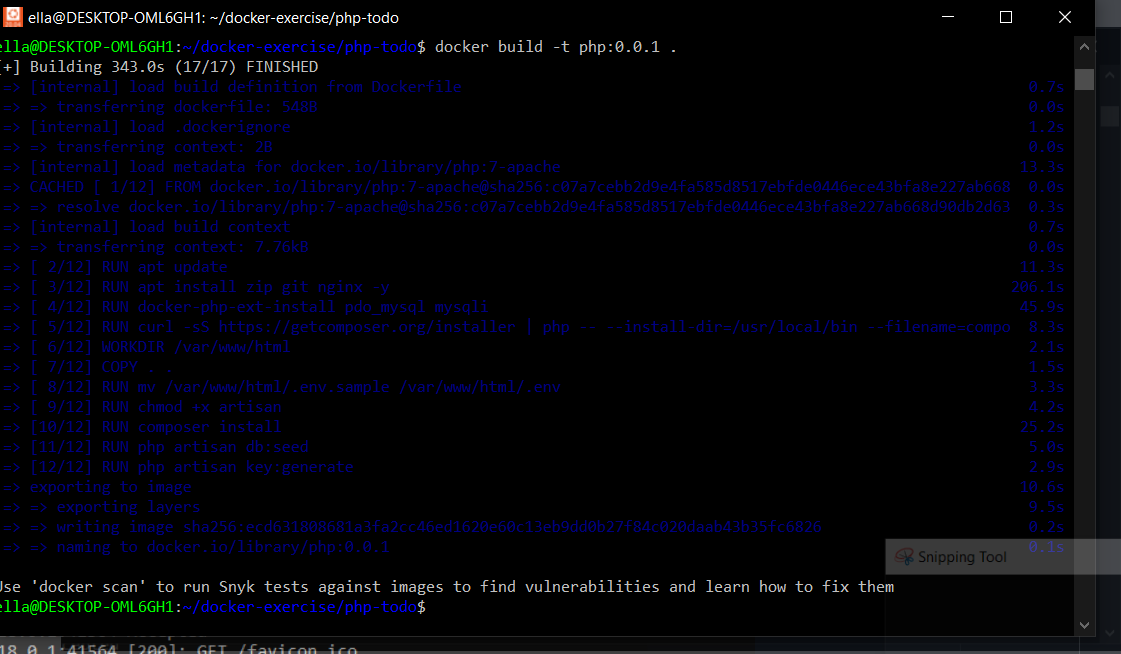 ella@DESKTOP-OML6GH1: ~/docker-exercise/php-todo
ella@DESKTOP-OML6GH1:~/docker-exercise/php-todo$ docker build -t php:0.0.1 .
[+] Building 343.0s (17/17) FINISHED
=> [internal] load build definition from Dockerfile 0.7s
=> => transferring dockerfile: 548B 0.0s
=> [internal] load .dockerignore 1.2s
=> => transferring context: 2B 0.0s
=> [internal] load metadata for docker.io/library/php:7-apache 13.3s
=> CACHED [ 1/12] FROM docker.io/library/php:7-apache@sha256:c07a7cebb2d9e4fa585d8517ebfde0446ece43bfa8e227ab668 0.0s
=> => resolve docker.io/library/php:7-apache@sha256:c07a7cebb2d9e4fa585d8517ebfde0446ece43bfa8e227ab668d90db2d63 0.3s
=> [internal] load build context 0.7s
=> => transferring context: 7.76kB 0.0s
=> [ 2/12] RUN apt update 11.3s
=> [ 3/12] RUN apt install zip git nginx -y 206.1s
=> [ 4/12] RUN docker-php-ext-install pdo_mysql mysqli 45.9s
=> [ 5/12] RUN curl -sS https://getcomposer.org/installer | php -- --install-dir=/usr/local/bin --filename=compo 8.3s
=> [ 6/12] WORKDIR /var/www/html 2.1s
=> [ 7/12] COPY . . 1.5s
=> [ 8/12] RUN mv /var/www/html/.env.sample /var/www/html/.env 3.3s
=> [ 9/12] RUN chmod +x artisan 4.2s
=> [10/12] RUN composer install 25.2s
=> [11/12] RUN php artisan db:seed 5.0s
=> [12/12] RUN php artisan key:generate 2.9s
=> exporting to image 10.6s
=> => exporting layers 9.5s
=> => writing image sha256:ecd631808681a3fa2cc46ed1620e60c13eb9dd0b27f84c020daab43b35fc6826 0.2s
=> => naming to docker.io/library/php:0.0.1 0.1s
Snipping Tool
Use 'docker scan' to run Snyk tests against images to find vulnerabilities and learn how to fix them
ella@DESKTOP-OML6GH1:~/docker-exercise/php-todo$
18.0.1:41564 [200]: GET /favicon.ico